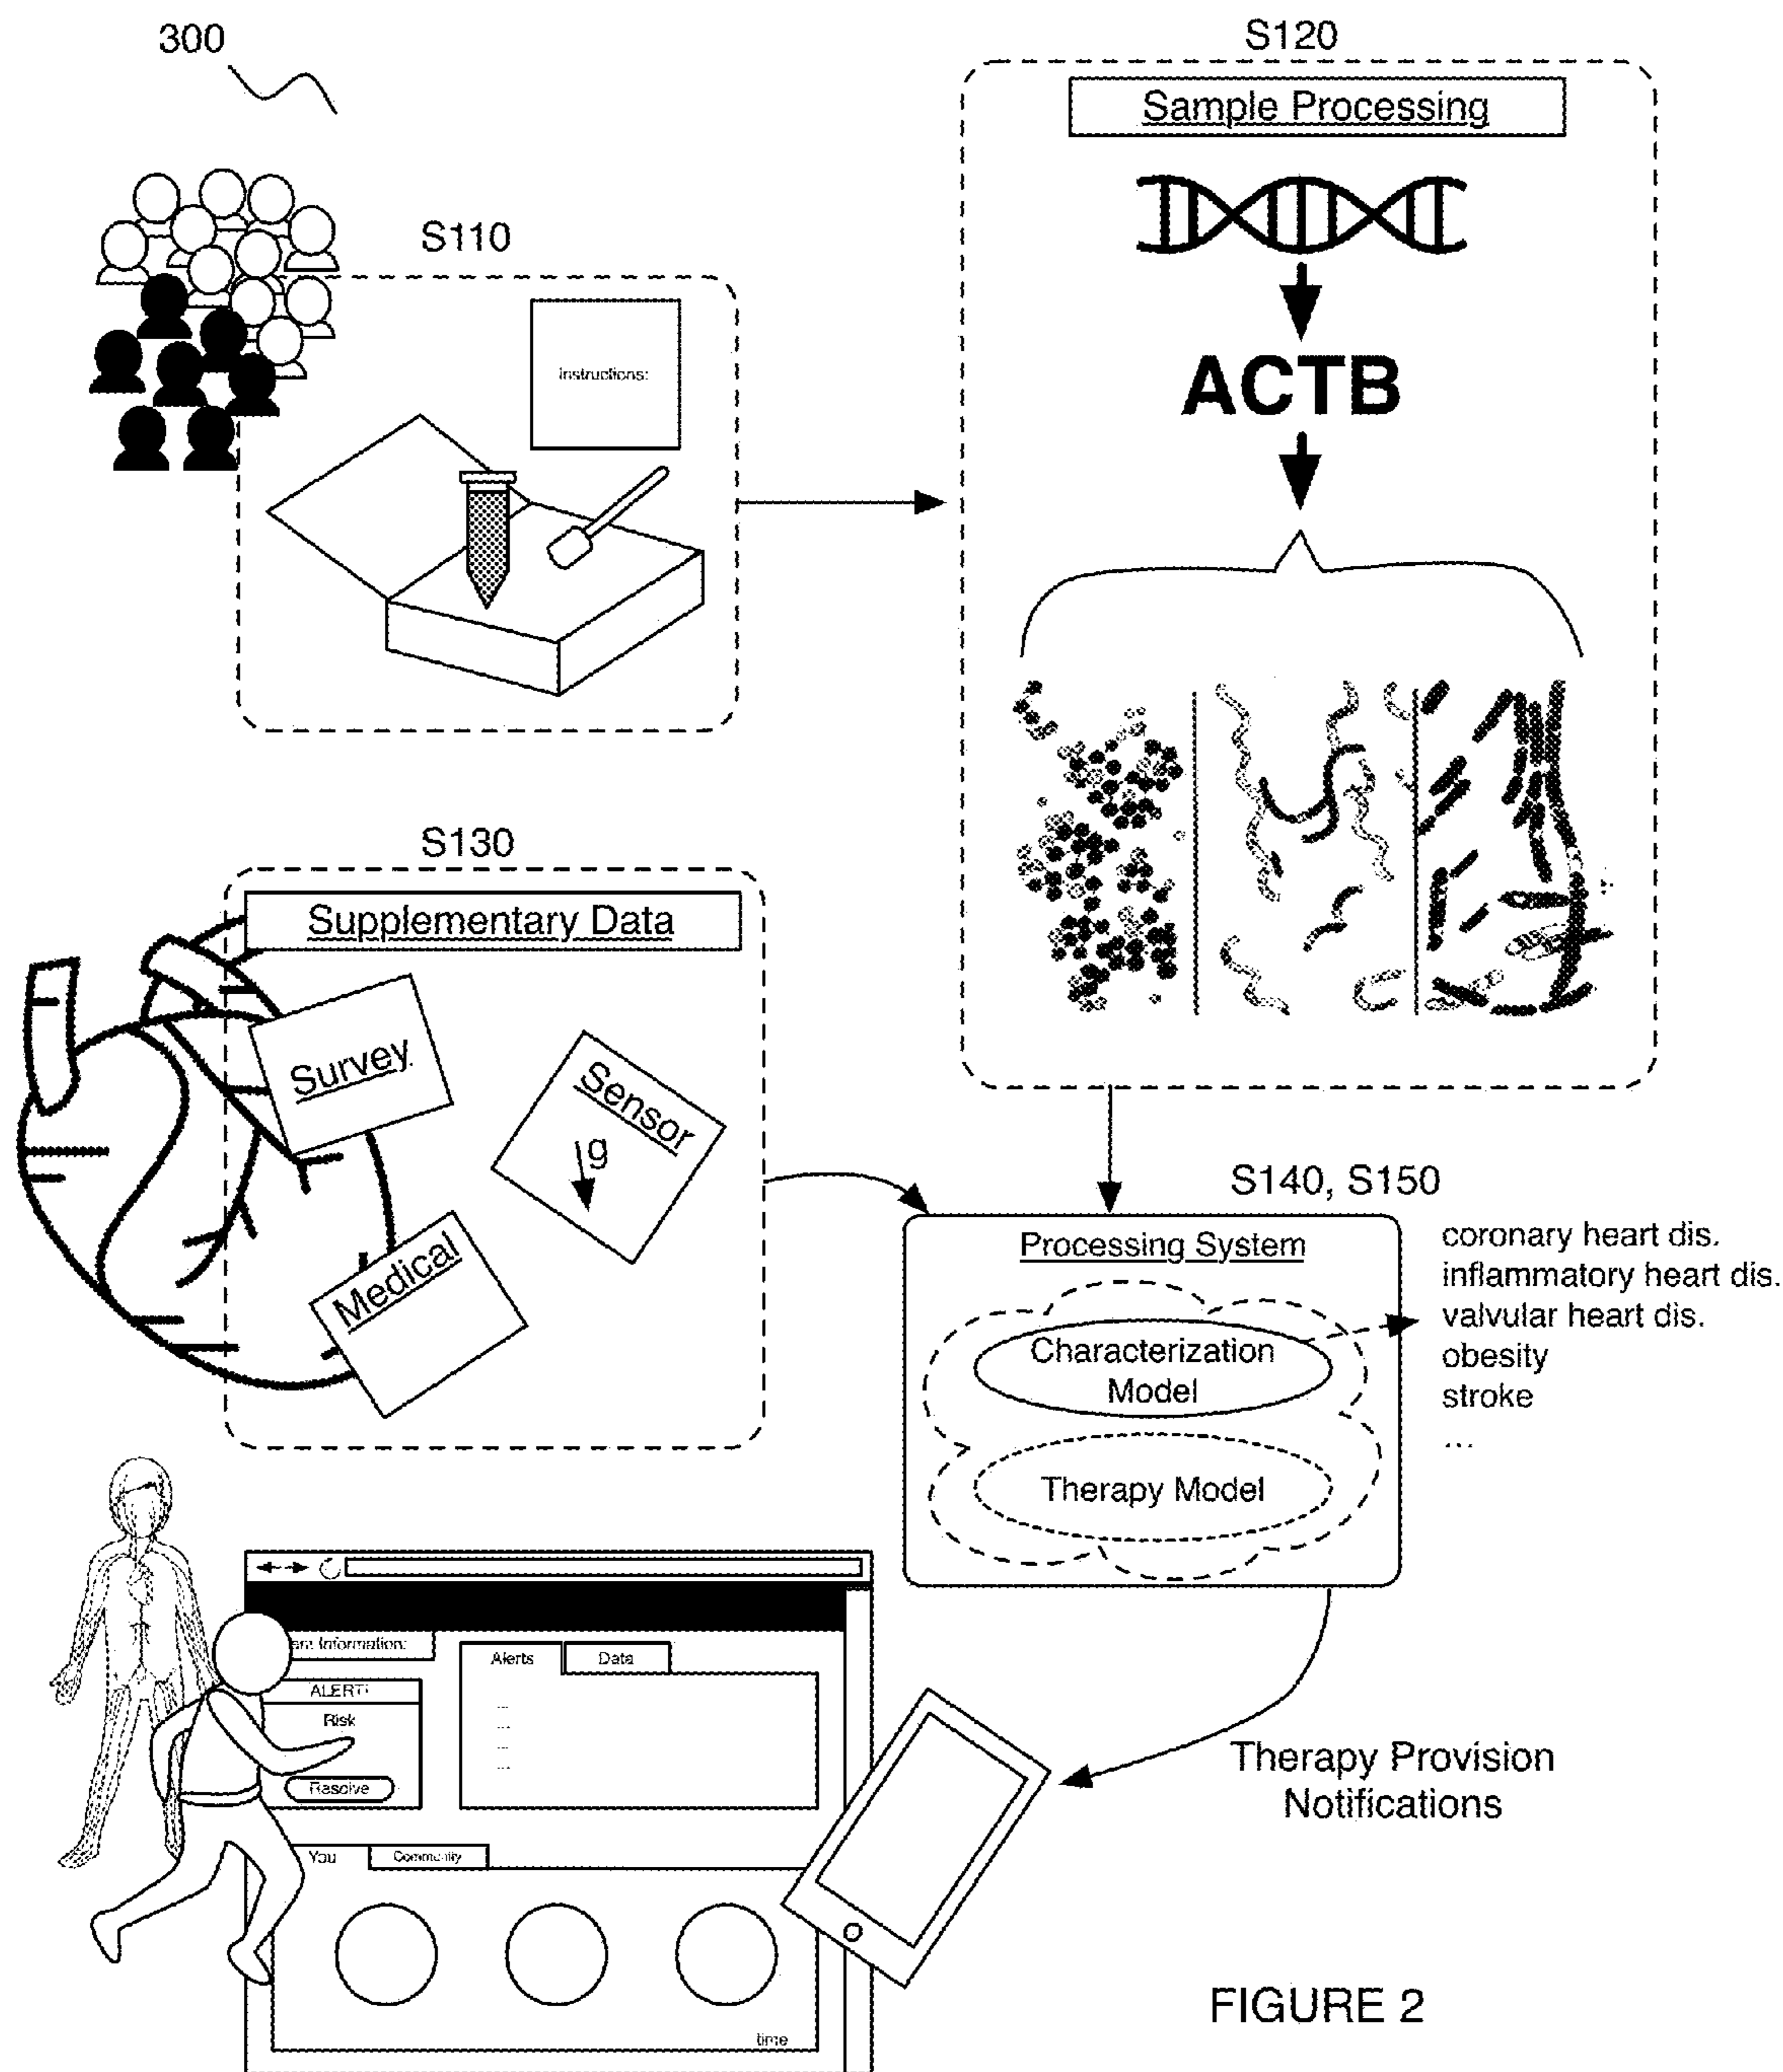 300
S110
Instructions:
S120
Sample Processing
ACTB
S130
Supplementary Data
Survey
Sensor
g
Medical
S140, S150
Processing System
Characterization
Model
Therapy Model
coronary heart dis.
inflammatory heart dis.
valvular heart dis.
obesity
stroke
...
Information:
ALERT!
Risk
Resolve
Alerts
Data
...
...
...
...
You
Community
time
Therapy Provision
Notifications
FIGURE 2